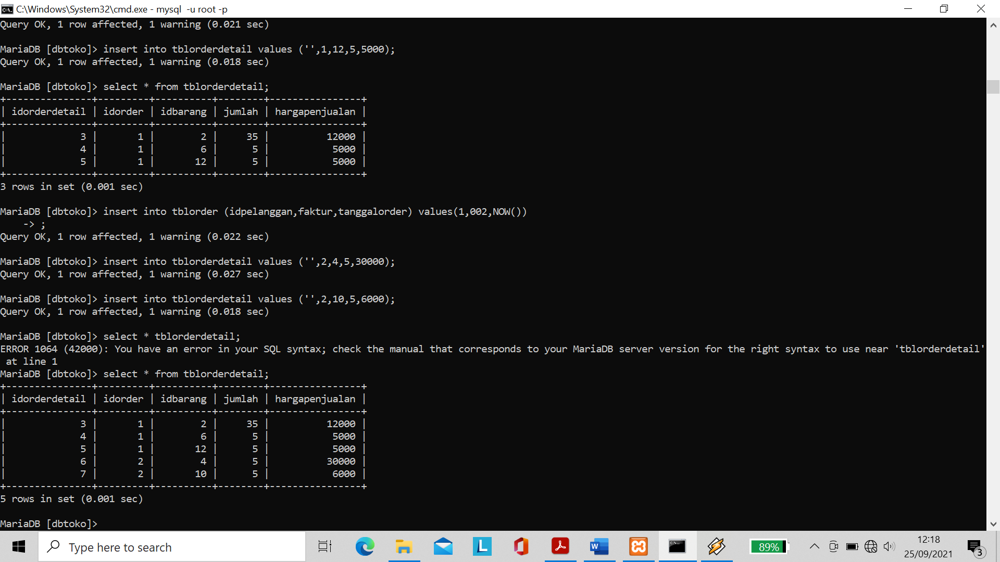 C:\Windows\System32\cmd.exe - mysql  -u root -p
Query OK, 1 row affected, 1 warning (0.021 sec)
MariaDB [dbtoko]> insert into tblorderdetail values ('',1,12,5,5000);
Query OK, 1 row affected, 1 warning (0.018 sec)
MariaDB [dbtoko]> select * from tblorderdetail;
+---------------+---------+----------+--------+----------------+
| idorderdetail | idorder | idbarang | jumlah | hargapenjualan |
+---------------+---------+----------+--------+----------------+
|             3 |       1 |        2 |     35 |          12000 |
|             4 |       1 |        6 |      5 |           5000 |
|             5 |       1 |       12 |      5 |           5000 |
+---------------+---------+----------+--------+----------------+
3 rows in set (0.001 sec)
MariaDB [dbtoko]> insert into tblorder (idpelanggan,faktur,tanggalorder) values(1,002,NOW())
    -> ;
Query OK, 1 row affected, 1 warning (0.022 sec)
MariaDB [dbtoko]> insert into tblorderdetail values ('',2,4,5,30000);
Query OK, 1 row affected, 1 warning (0.027 sec)
MariaDB [dbtoko]> insert into tblorderdetail values ('',2,10,5,6000);
Query OK, 1 row affected, 1 warning (0.018 sec)
MariaDB [dbtoko]> select * tblorderdetail;
ERROR 1064 (42000): You have an error in your SQL syntax; check the manual that corresponds to your MariaDB server version for the right syntax to use near 'tblorderdetail'
 at line 1
MariaDB [dbtoko]> select * from tblorderdetail;
+---------------+---------+----------+--------+----------------+
| idorderdetail | idorder | idbarang | jumlah | hargapenjualan |
+---------------+---------+----------+--------+----------------+
|             3 |       1 |        2 |     35 |          12000 |
|             4 |       1 |        6 |      5 |           5000 |
|             5 |       1 |       12 |      5 |           5000 |
|             6 |       2 |        4 |      5 |          30000 |
|             7 |       2 |       10 |      5 |           6000 |
+---------------+---------+----------+--------+----------------+
5 rows in set (0.001 sec)
MariaDB [dbtoko]>
Type here to search
L
W
89%
12:18
25/09/2021
3